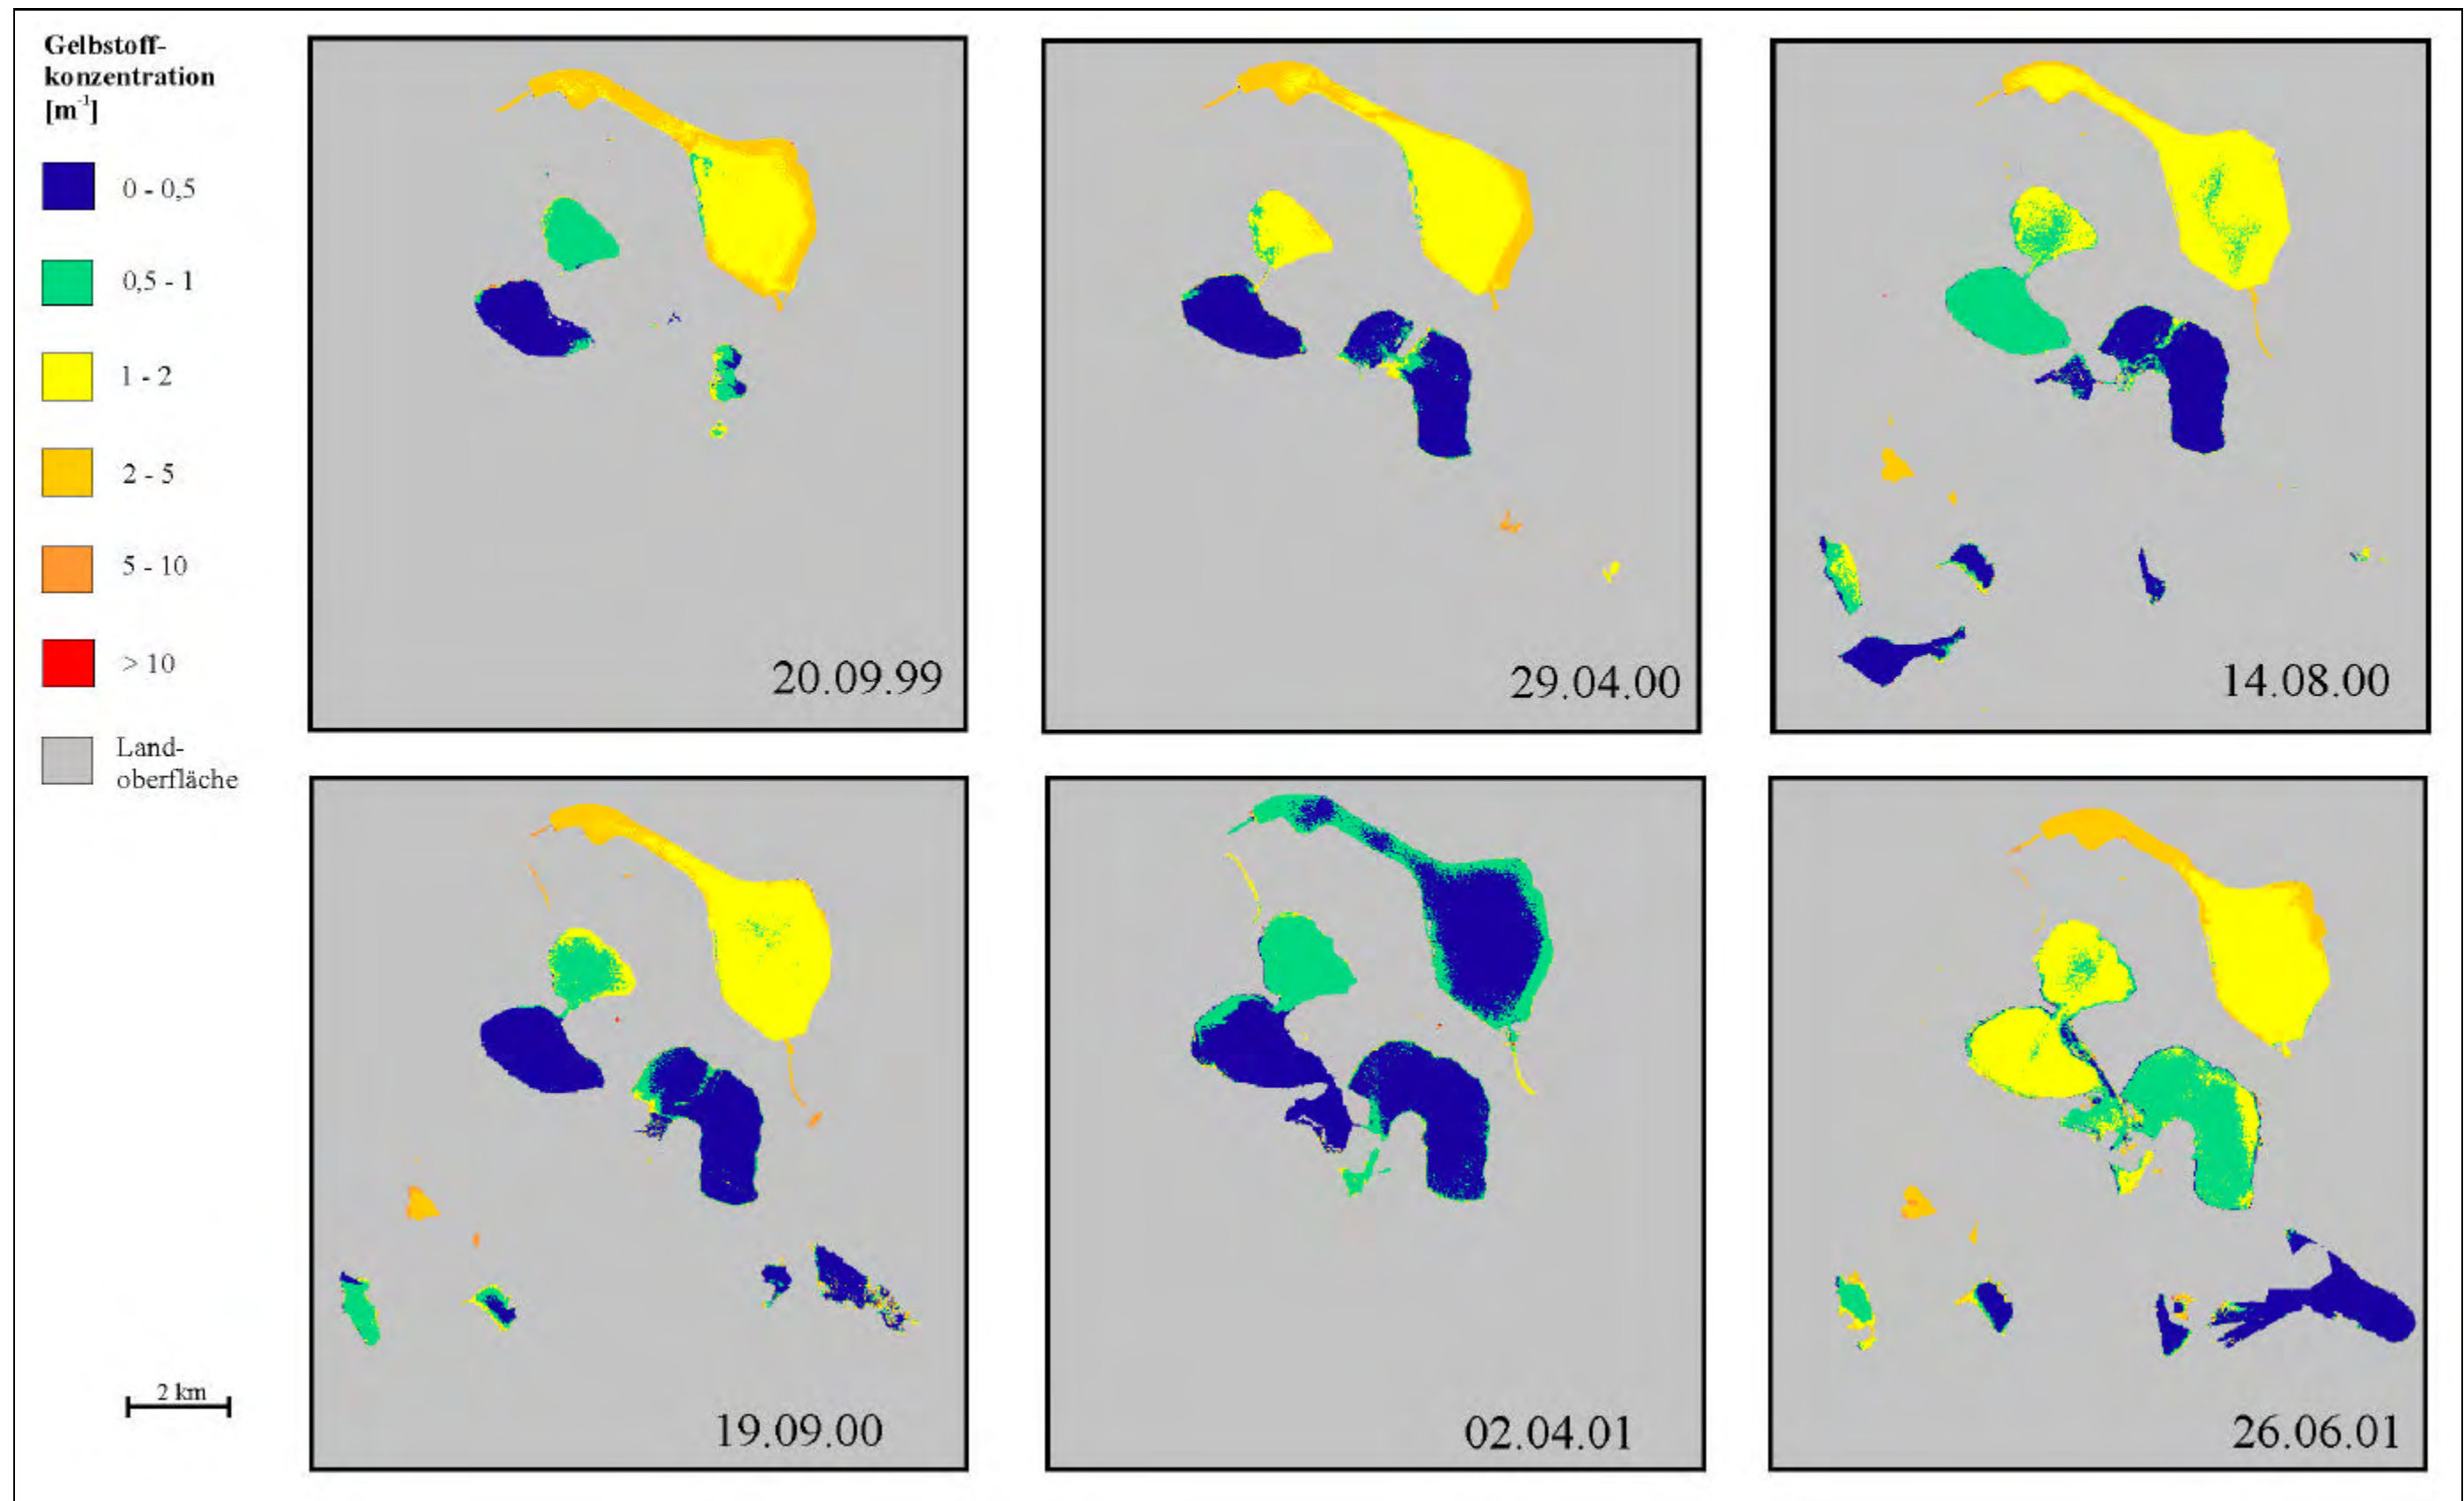 Gelbstoff-
konzentration
[m⁻¹]
0 - 0,5
0,5 - 1
1 - 2
2 - 5
5 - 10
> 10
Land-
oberfläche
2 km
20.09.99
29.04.00
14.08.00
19.09.00
02.04.01
26.06.01